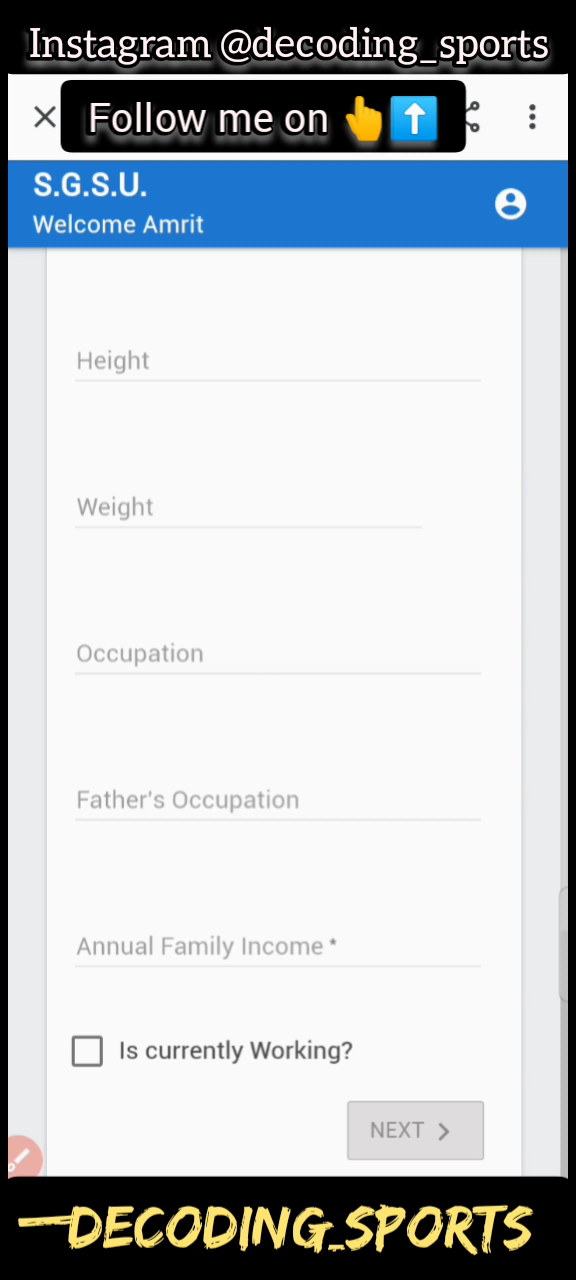 Instagram @decoding_sports
Follow me on 👆⬆️
S.G.S.U.
Welcome Amrit
Height
Weight
Occupation
Father's Occupation
Annual Family Income *
Is currently Working?
NEXT
—DECODING_SPORTS